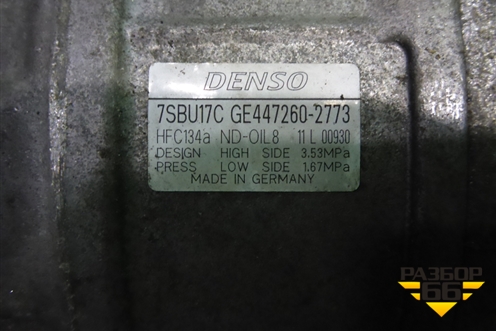 DENSO
7SBU17C GE447260-2773
HFC134a ND-OIL8 11 L 00930
DESIGN HIGH SIDE 3.53MPa
PRESS LOW SIDE 1.67MPa
MADE IN GERMANY
РАЗБОР
66